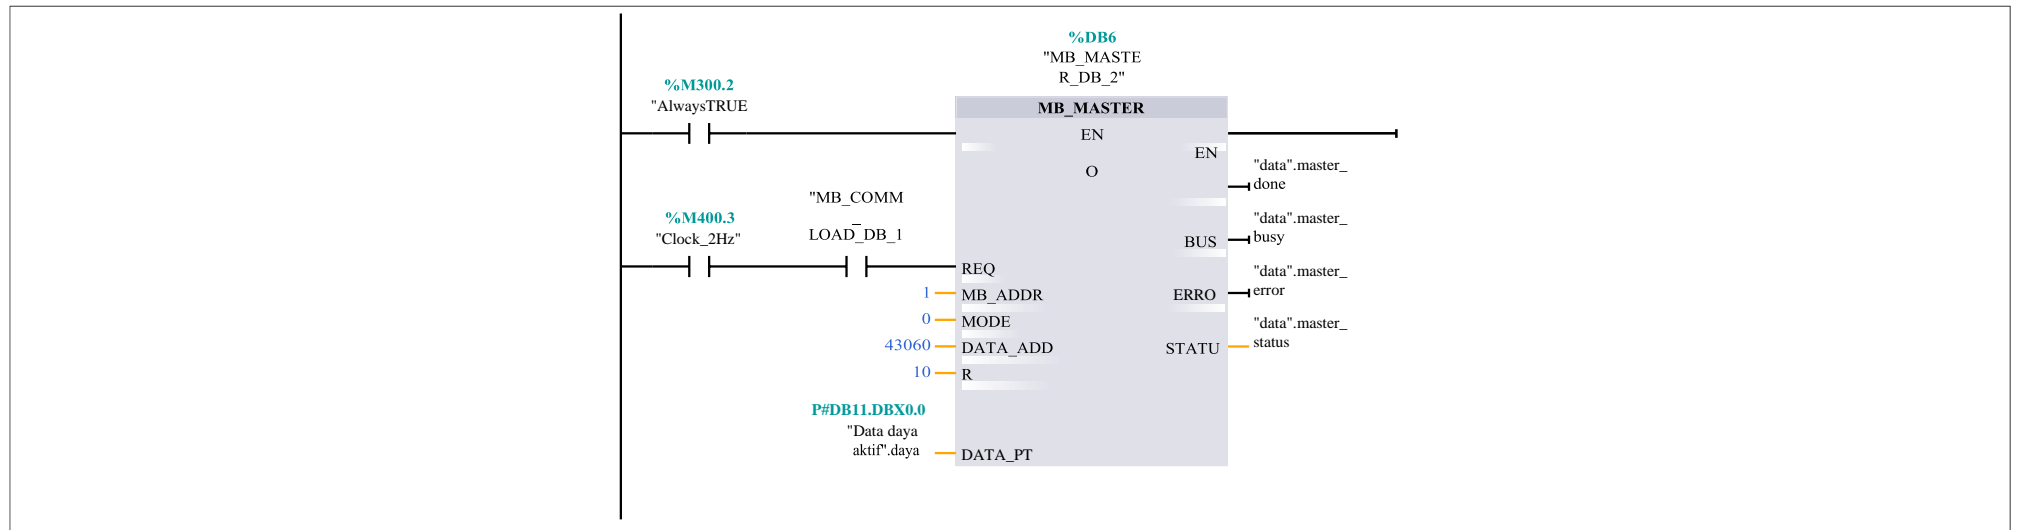 %DB6
"MB_MASTE
R_DB_2"
%M300.2
"AlwaysTRUE
MB_MASTER
EN
EN
O
"data".master_
done
"MB_COMM
_
LOAD_DB_1
%M400.3
"Clock_2Hz"
"data".master_
busy
BUS
REQ
"data".master_
error
1
MB_ADDR
ERRO
0
MODE
"data".master_
status
43060
DATA_ADD
STATU
10
R
P#DB11.DBX0.0
"Data daya
aktif".daya
DATA_PT